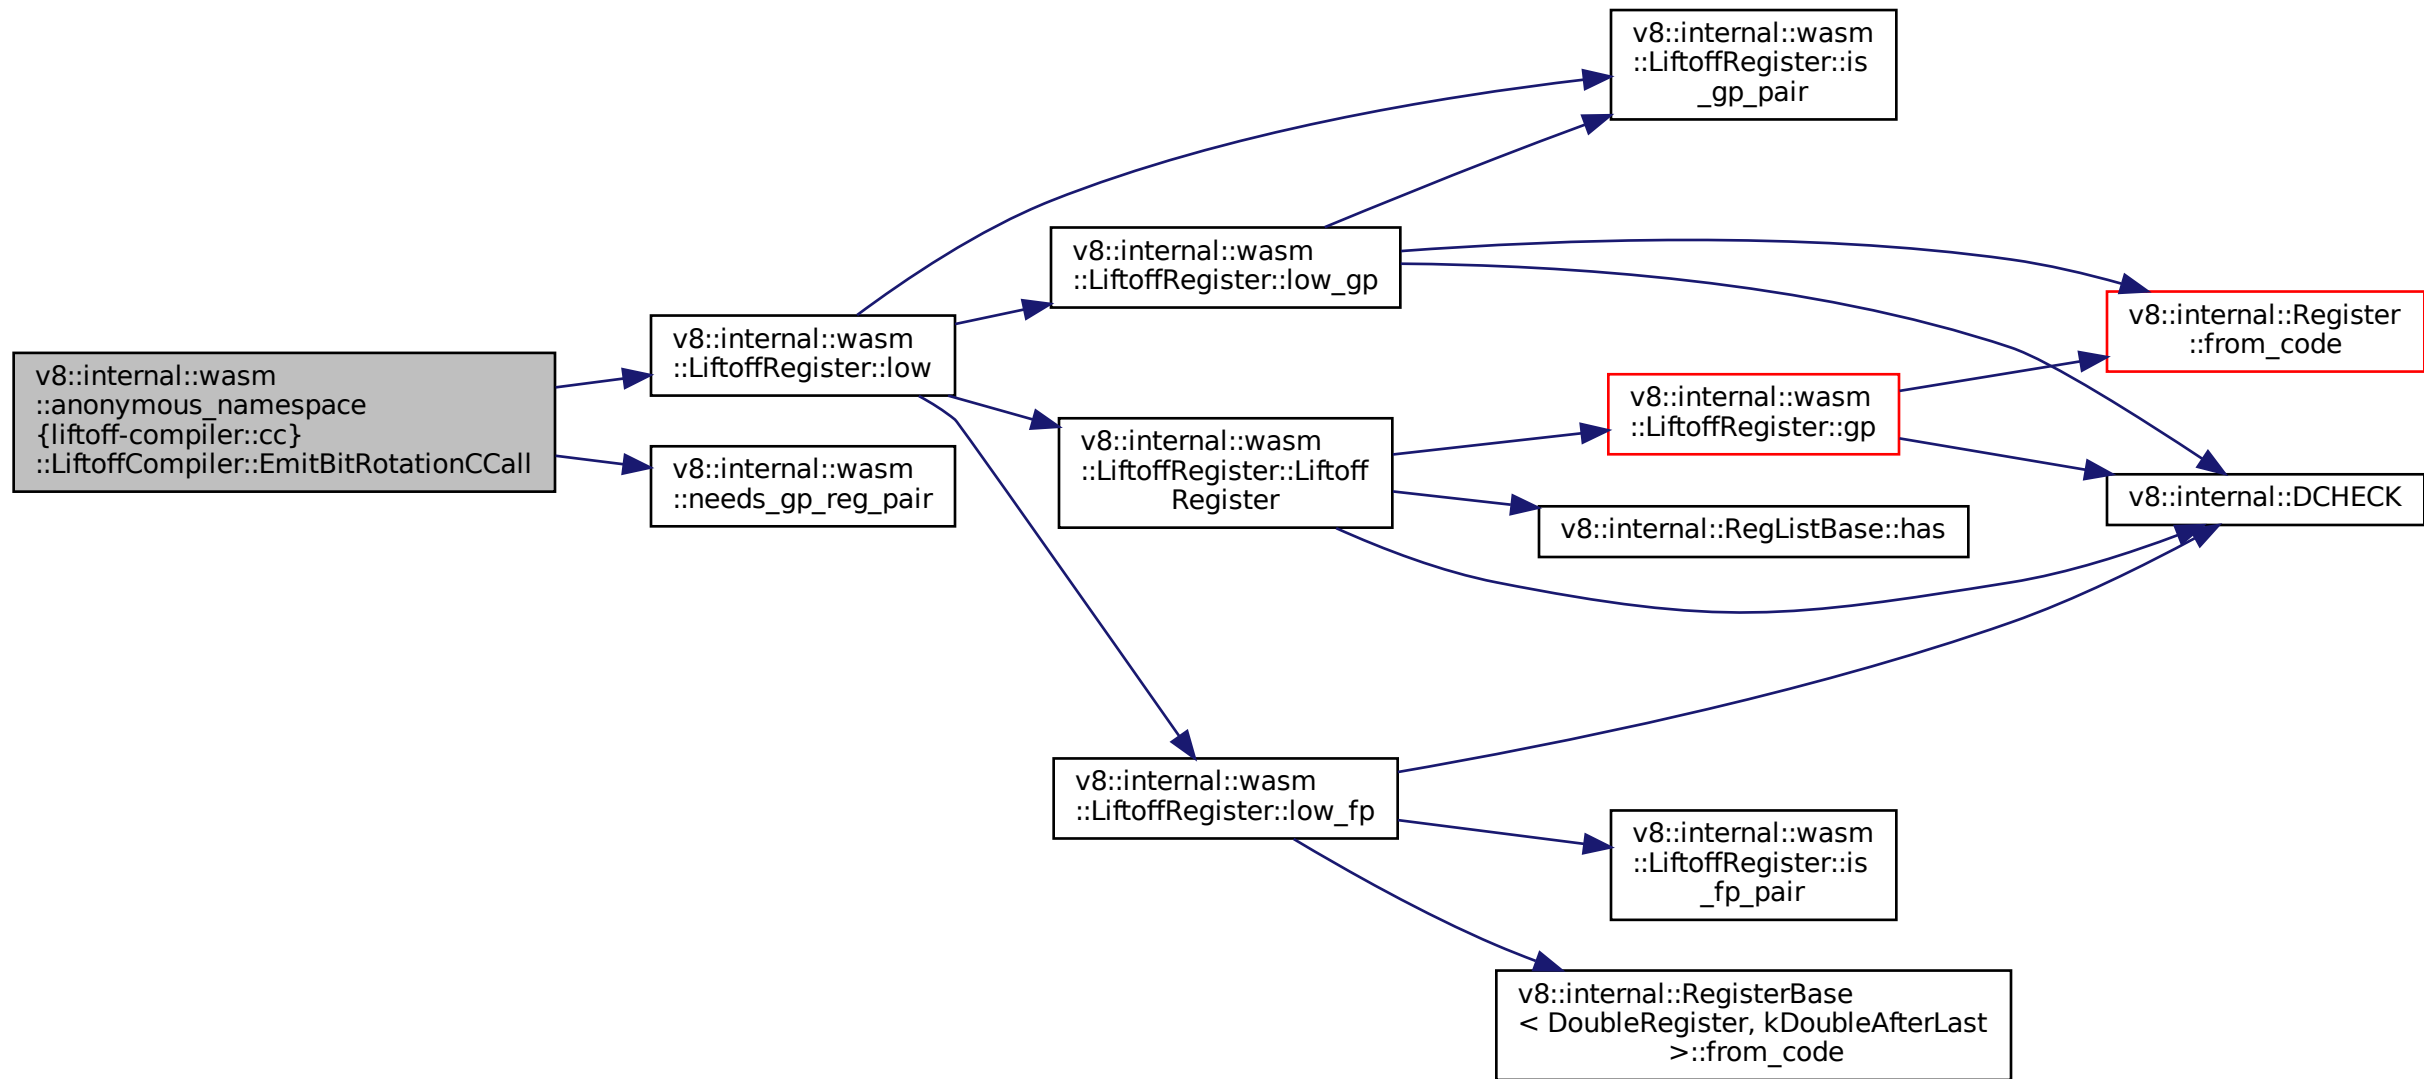 v8::internal::wasm
::anonymous_namespace
{liftoff-compiler::cc}
::LiftoffCompiler::EmitBitRotationCCall
v8::internal::wasm
::LiftoffRegister::low
v8::internal::wasm
::needs_gp_reg_pair
v8::internal::wasm
::LiftoffRegister::low_gp
v8::internal::wasm
::LiftoffRegister::Liftoff
Register
v8::internal::wasm
::LiftoffRegister::low_fp
v8::internal::wasm
::LiftoffRegister::is
_gp_pair
v8::internal::wasm
::LiftoffRegister::gp
v8::internal::RegListBase::has
v8::internal::wasm
::LiftoffRegister::is
_fp_pair
v8::internal::RegisterBase
< DoubleRegister, kDoubleAfterLast
>::from_code
v8::internal::Register
::from_code
v8::internal::DCHECK